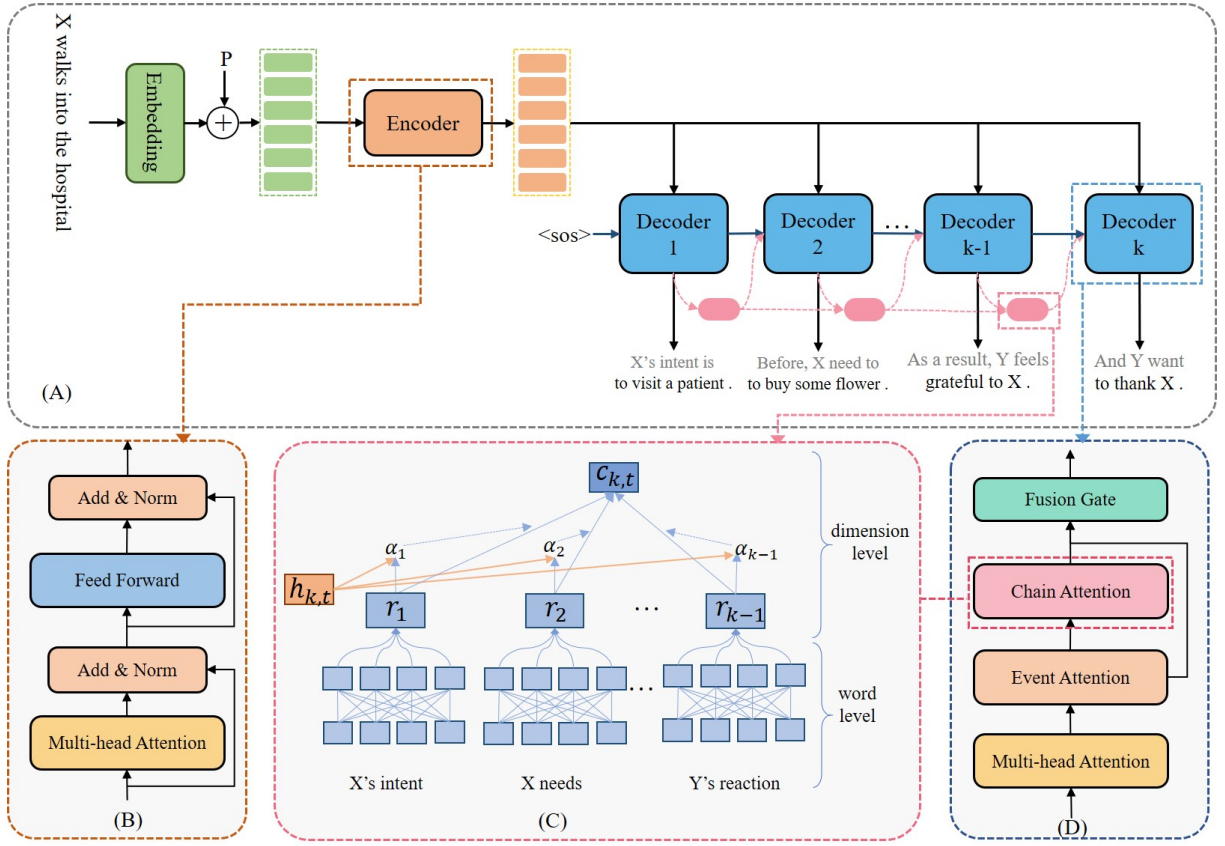 X walks into the hospital
Embedding
P
+
Encoder
<sos>
Decoder
1
Decoder
2
...
Decoder
k-1
Decoder
k
X's intent is
to visit a patient .
Before, X need to
to buy some flower .
As a result, Y feels
grateful to X .
And Y want
to thank X .
(A)
Add & Norm
Feed Forward
Add & Norm
Multi-head Attention
(B)
c_{k,t}
α_1
α_2
α_{k-1}
dimension
level
h_{k,t}
r_1
r_2
...
r_{k-1}
...
word
level
X's intent
X needs
Y's reaction
(C)
Fusion Gate
Chain Attention
Event Attention
Multi-head Attention
(D)